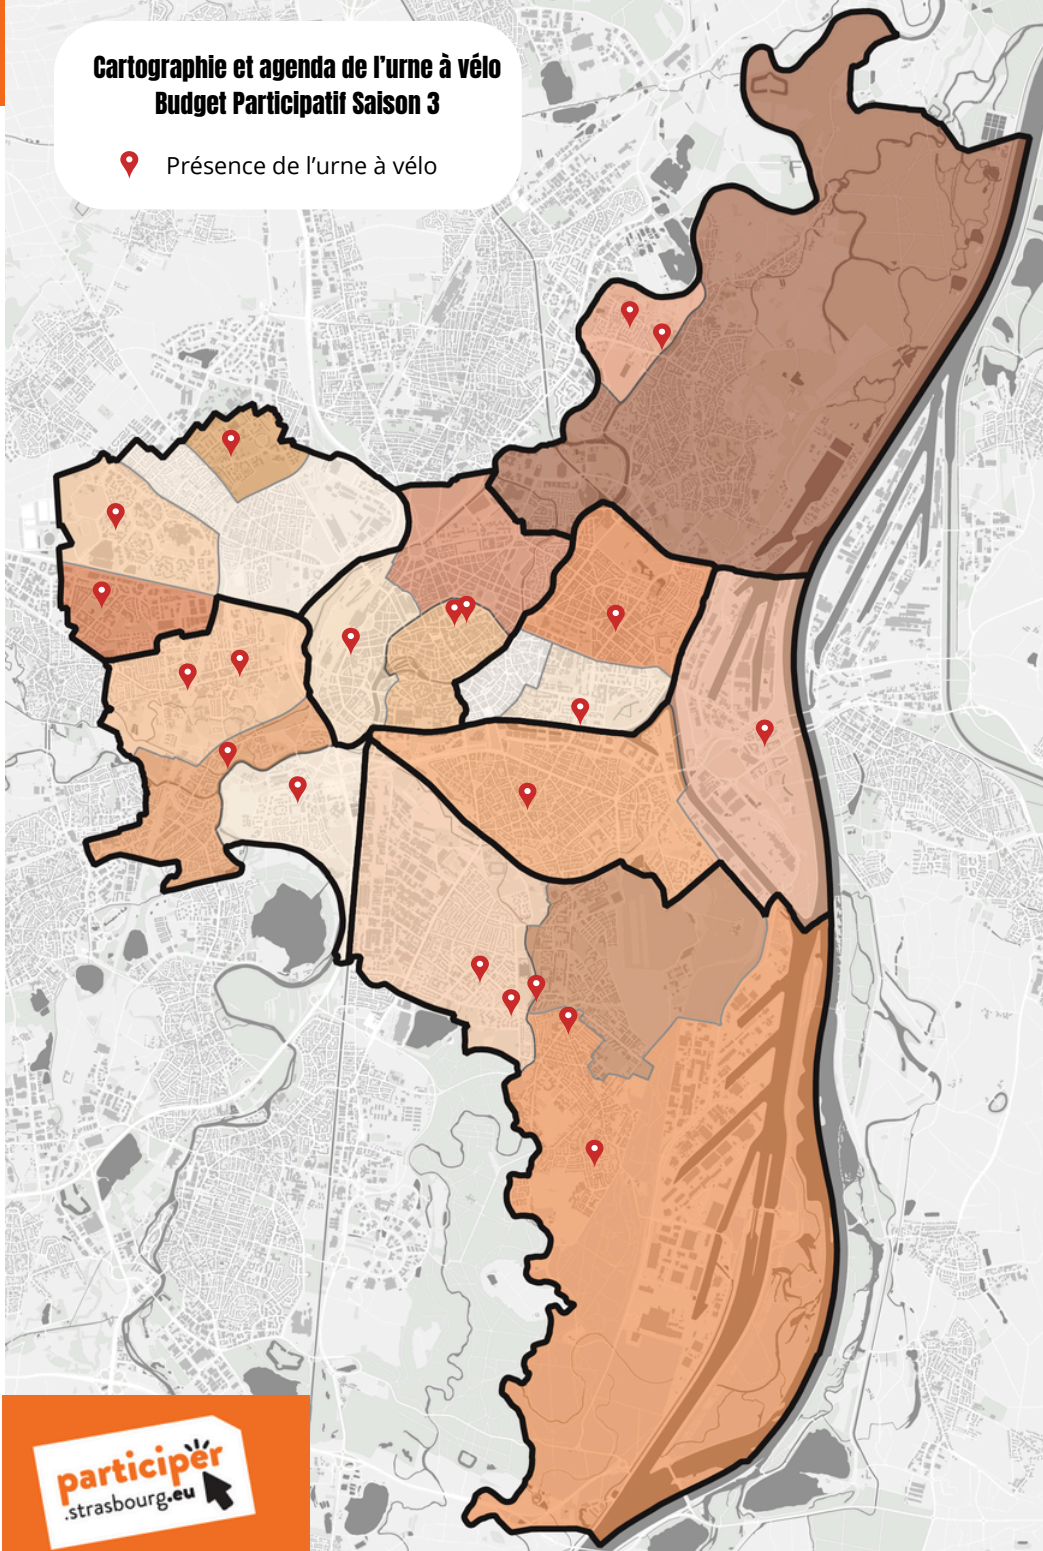 Cartographie et agenda de l'urne à vélo
Budget Participatif Saison 3
Présence de l'urne à vélo
participer
.strasbourg.eu